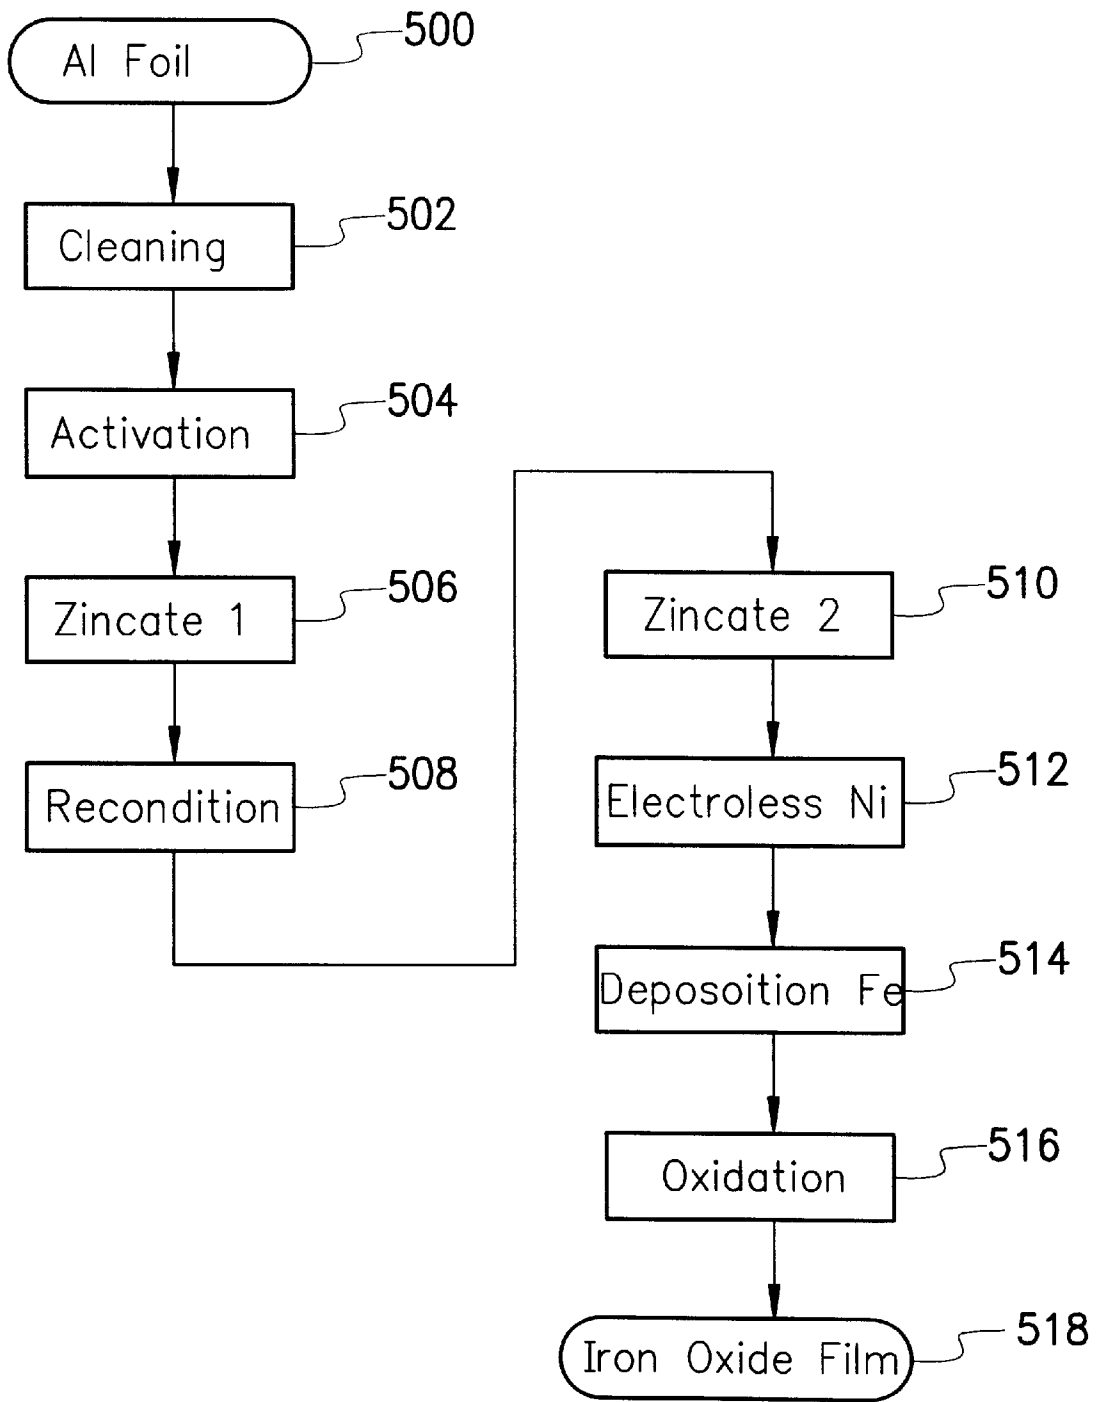 Al Foil
500
Cleaning
502
Activation
504
Zincate 1
506
Recondition
508
Zincate 2
510
Electroless Ni
512
Deposoition Fe
514
Oxidation
516
Iron Oxide Film
518